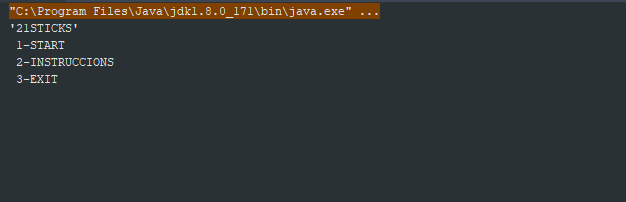 "C:\Program Files\Java\jdk1.8.0_171\bin\java.exe" ...
'21STICKS'
1-START
2-INSTRUCCIONS
3-EXIT